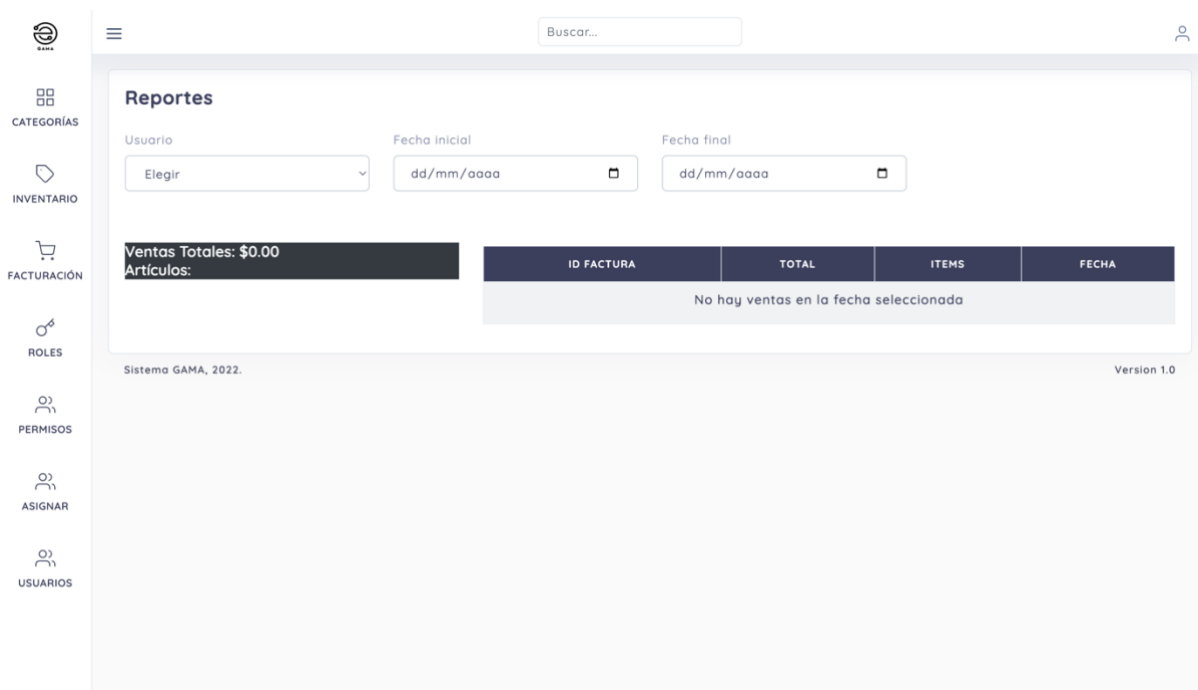 GAMA
Buscar...
CATEGORÍAS
INVENTARIO
FACTURACIÓN
ROLES
PERMISOS
ASIGNAR
USUARIOS
Reportes
Usuario
Elegir
Fecha inicial
dd/mm/aaaa
Fecha final
dd/mm/aaaa
Ventas Totales: $0.00
Artículos:
ID FACTURA TOTAL ITEMS FECHA
No hay ventas en la fecha seleccionada
Sistema GAMA, 2022. Version 1.0